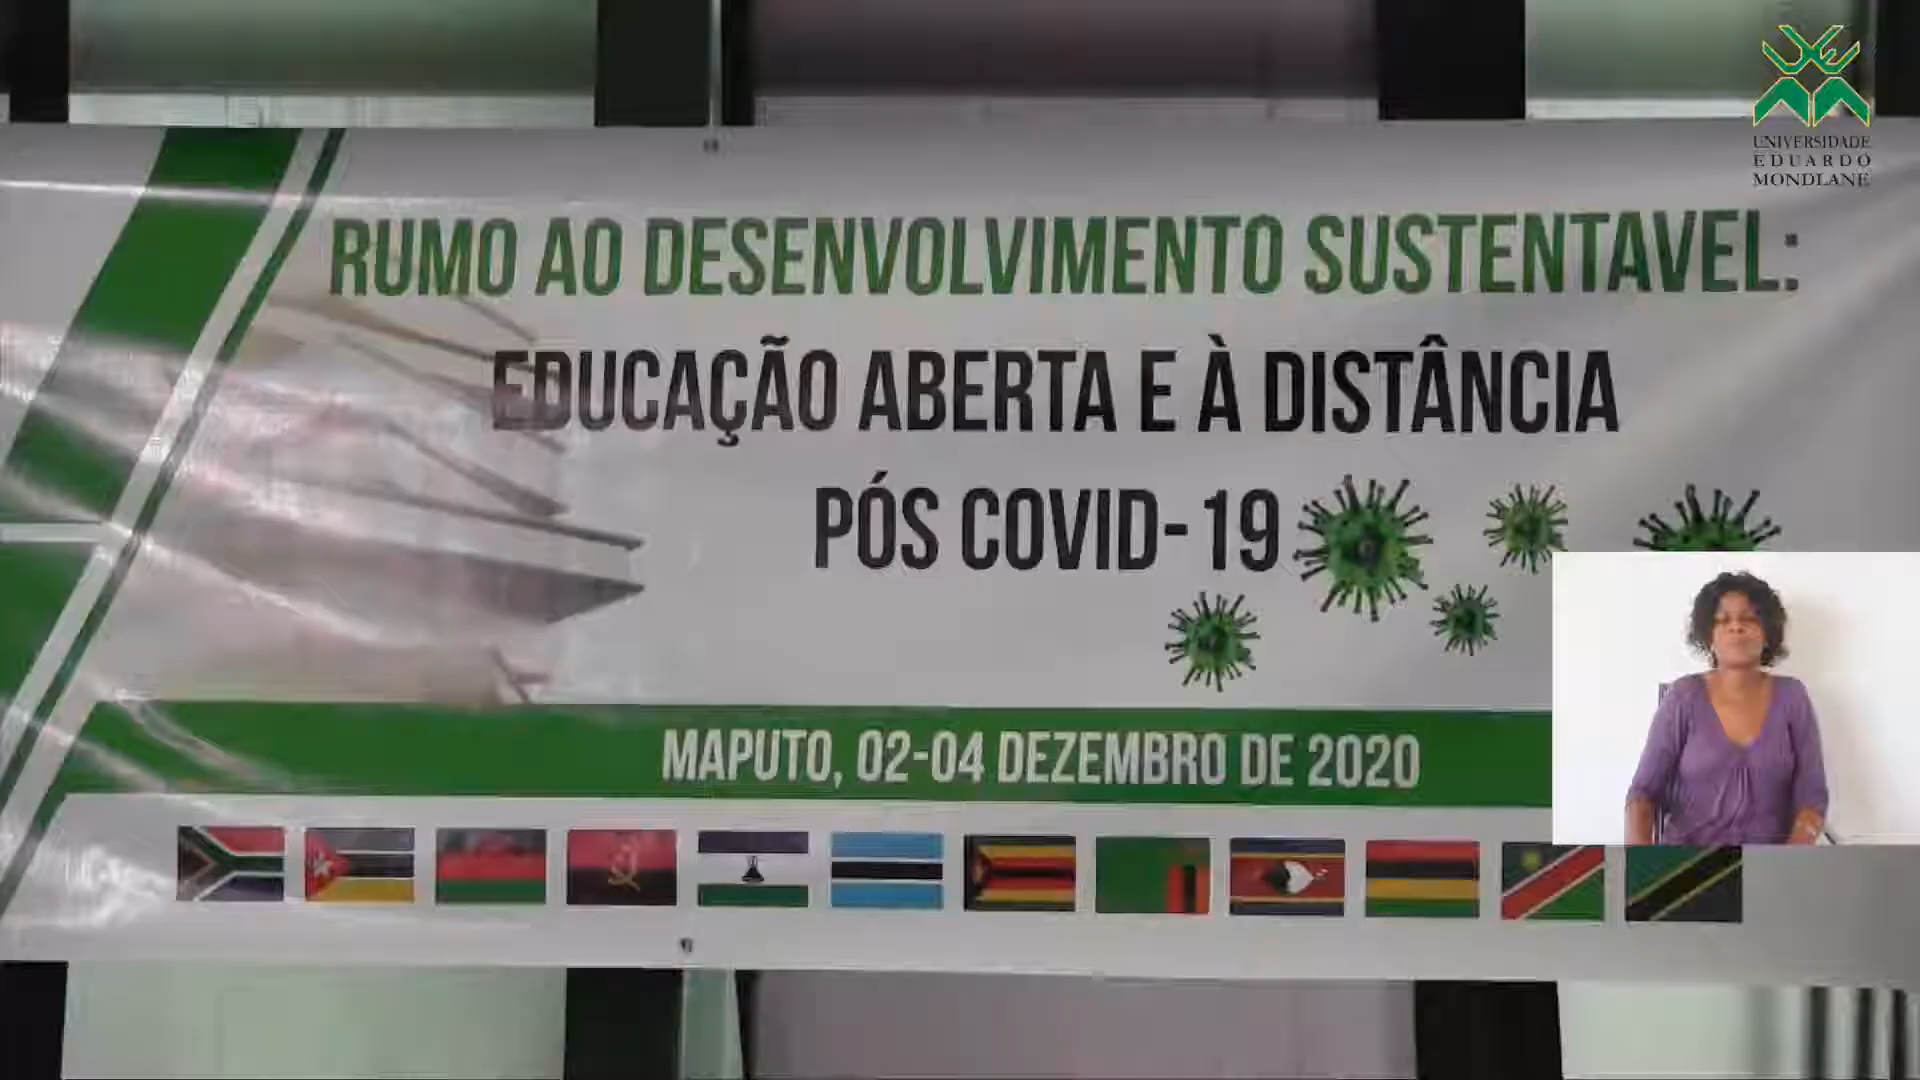 UNIVERSIDADE
EDUARDO
MONDLANE
RUMO AO DESENVOLVIMENTO SUSTENTAVEL:
EDUCAÇÃO ABERTA E À DISTÂNCIA
PÓS COVID-19
MAPUTO, 02-04 DEZEMBRO DE 2020